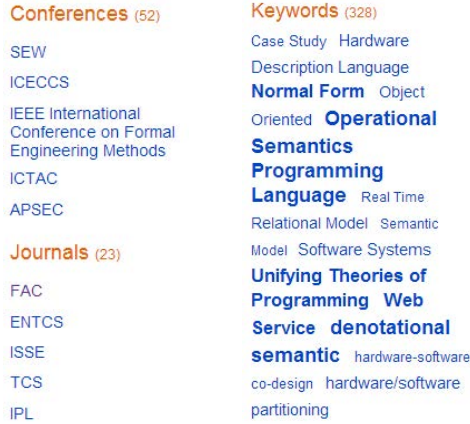 Conferences (52)
SEW
ICECCS
IEEE International
Conference on Formal
Engineering Methods
ICTAC
APSEC
Journals (23)
FAC
ENTCS
ISSE
TCS
IPL
Keywords (328)
Case Study Hardware
Description Language
Normal Form Object
Oriented Operational
Semantics
Programming
Language Real Time
Relational Model Semantic
Model Software Systems
Unifying Theories of
Programming Web
Service denotational
semantic hardware-software
co-design hardware/software
partitioning